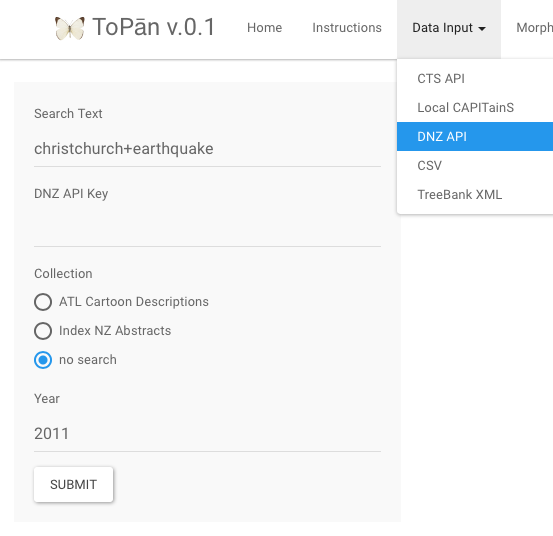 ToPān v.0.1 Home Instructions Data Input Morph
CTS API
Local CAPITainS
DNZ API
CSV
TreeBank XML
Search Text
christchurch+earthquake
DNZ API Key
Collection
ATL Cartoon Descriptions
Index NZ Abstracts
no search
Year
2011
SUBMIT